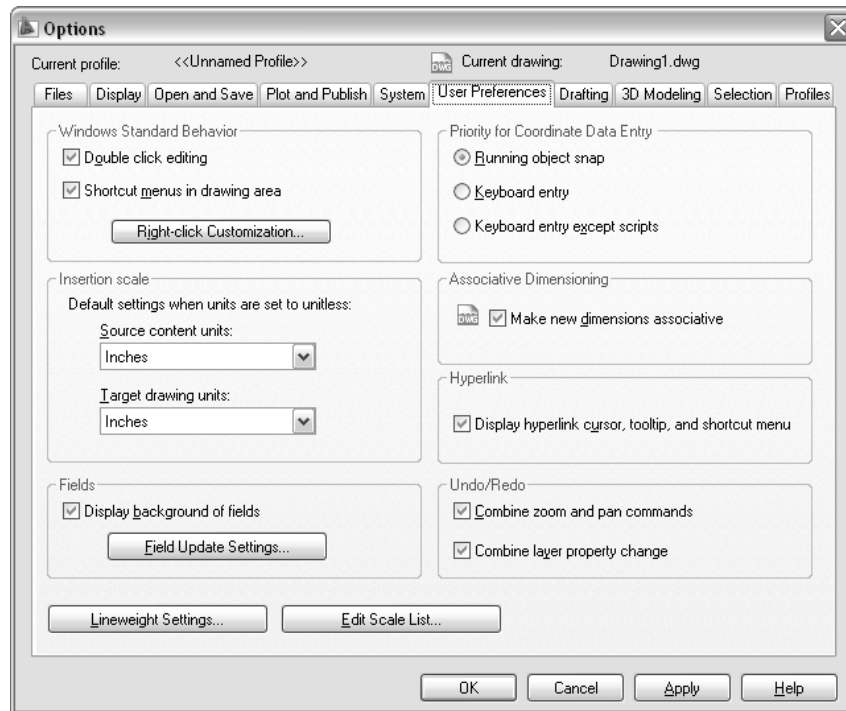 Options
Current profile: <<Unnamed Profile>> DWG Current drawing: Drawing1.dwg
Files Display Open and Save Plot and Publish System User Preferences Drafting 3D Modeling Selection Profiles
Windows Standard Behavior
Double click editing
Shortcut menus in drawing area
Right-click Customization...
Insertion scale
Default settings when units are set to unitless:
Source content units:
Inches
Target drawing units:
Inches
Fields
Display background of fields
Field Update Settings...
Priority for Coordinate Data Entry
Running object snap
Keyboard entry
Keyboard entry except scripts
Associative Dimensioning
DWG Make new dimensions associative
Hyperlink
Display hyperlink cursor, tooltip, and shortcut menu
Undo/Redo
Combine zoom and pan commands
Combine layer property change
Lineweight Settings... Edit Scale List...
OK Cancel Apply Help